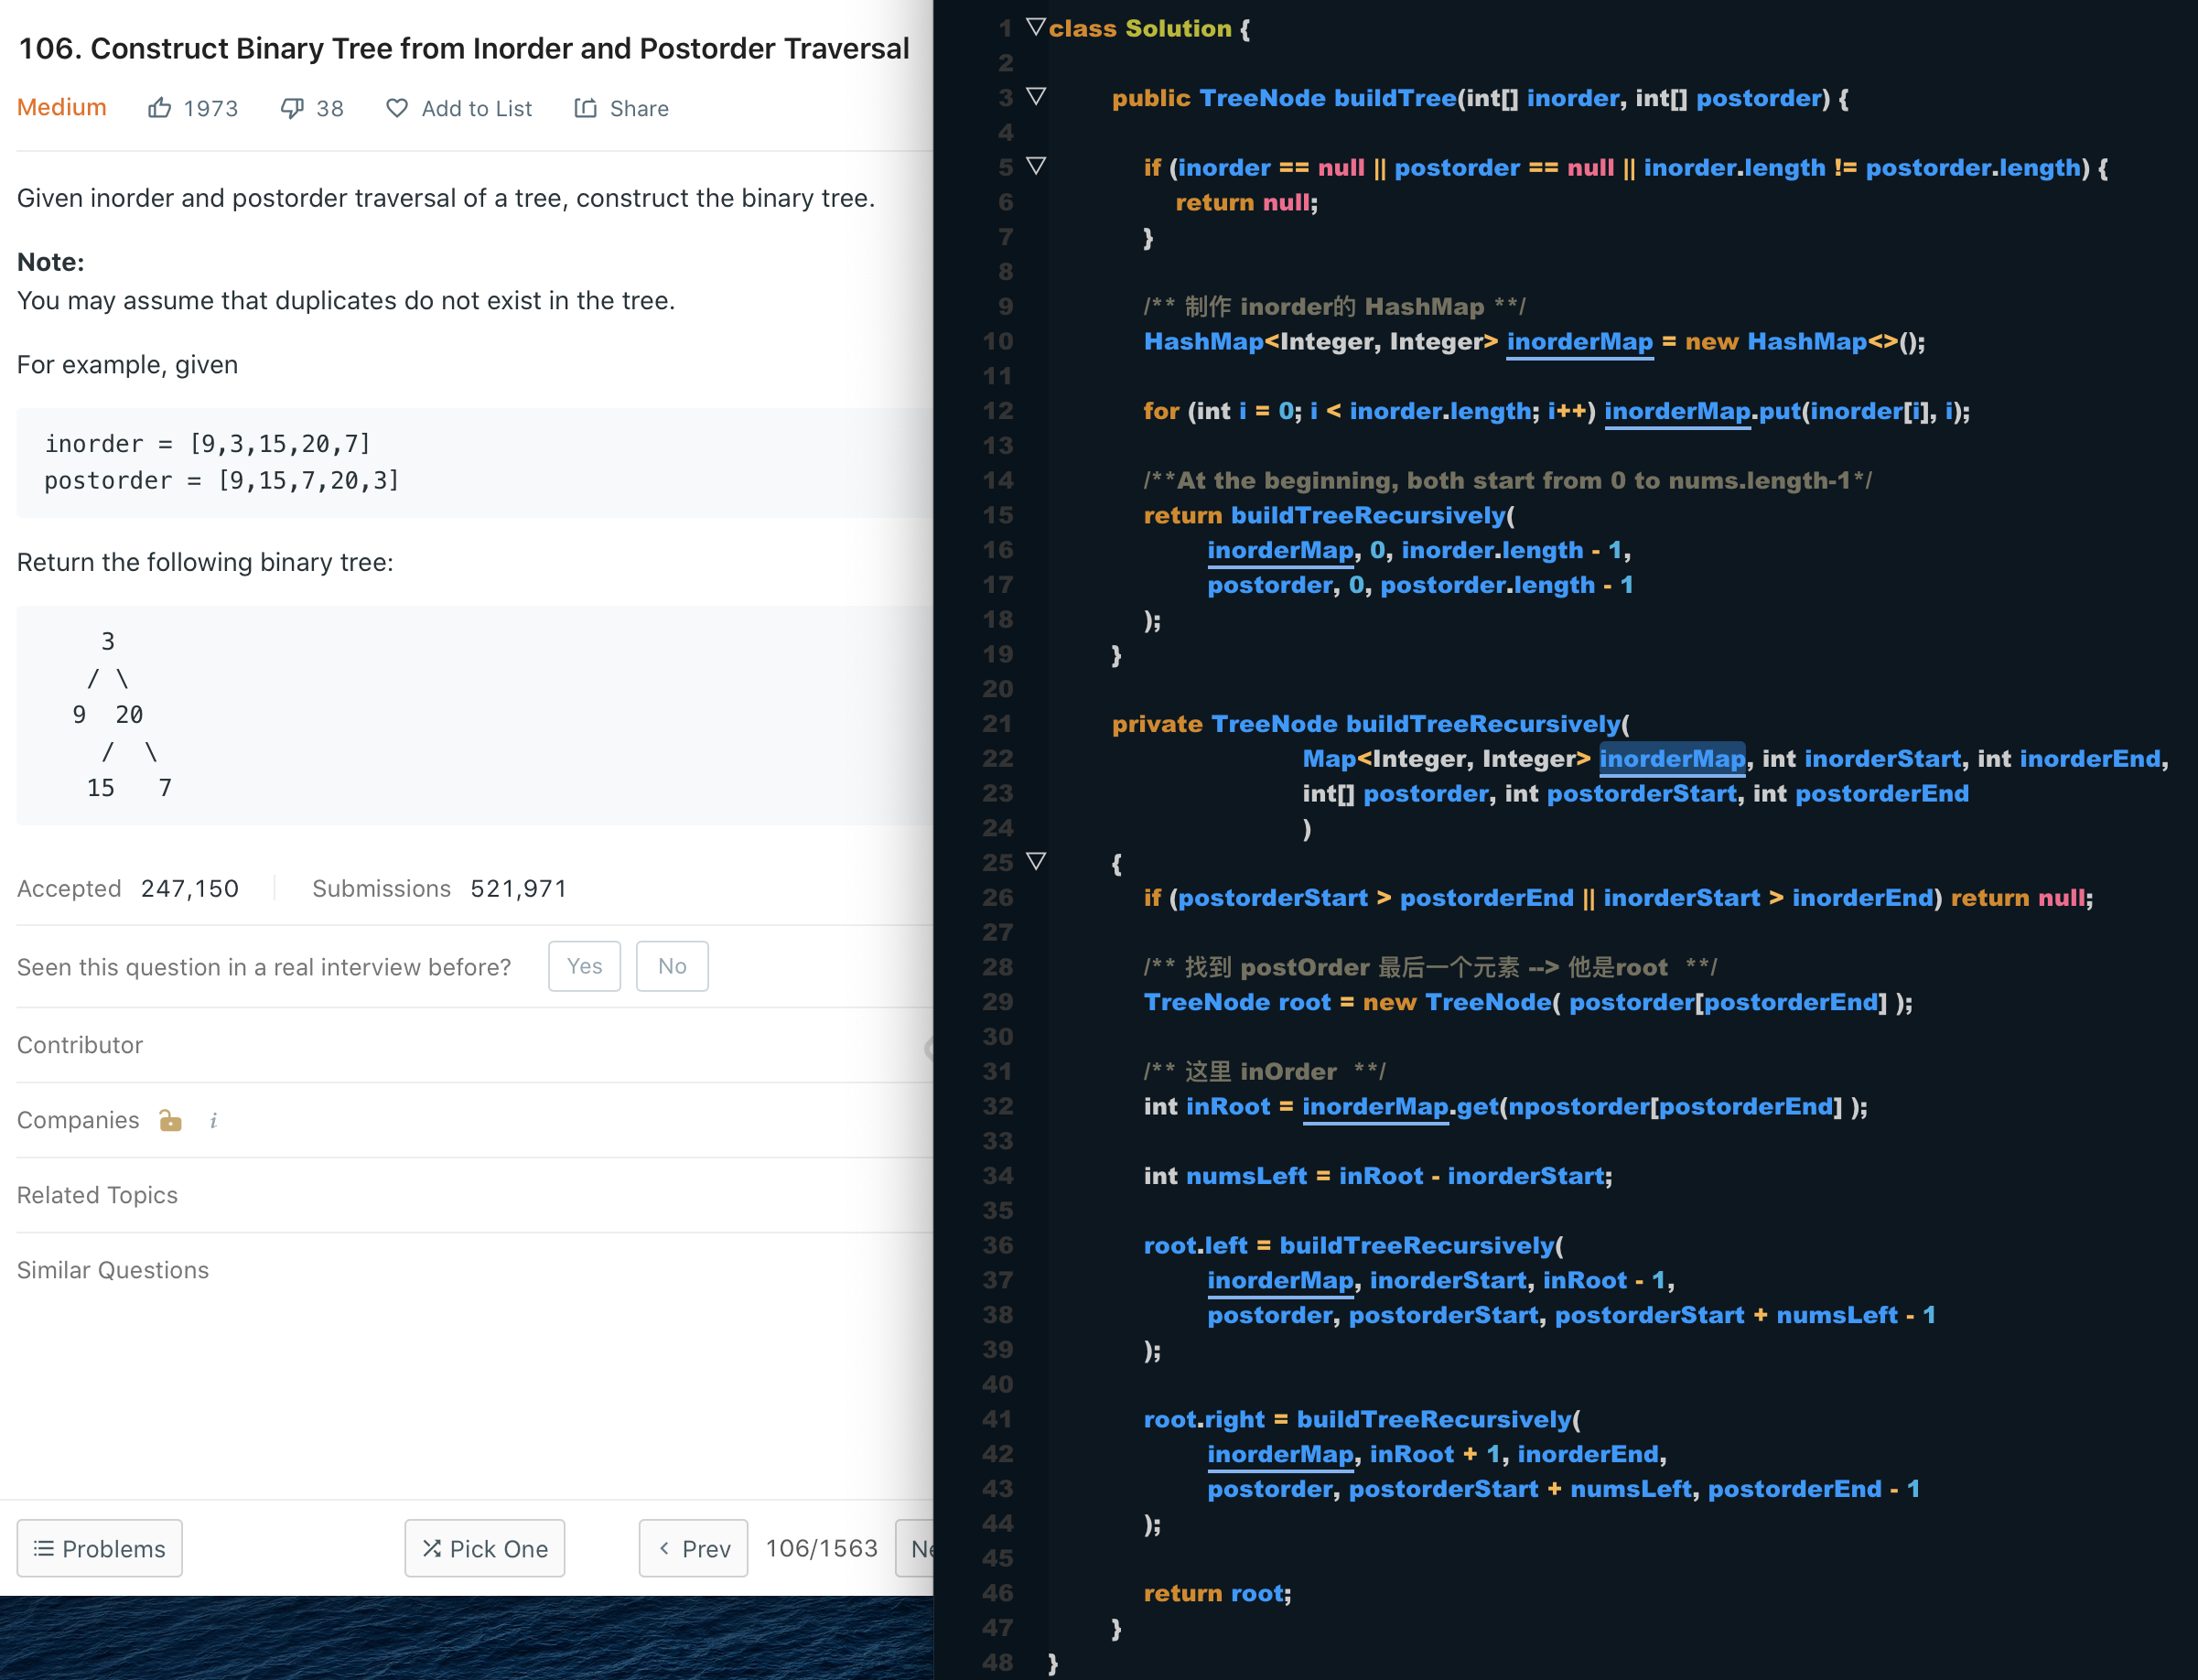 106. Construct Binary Tree from Inorder and Postorder Traversal
Medium 1973 38 Add to List Share
Given inorder and postorder traversal of a tree, construct the binary tree.
Note:
You may assume that duplicates do not exist in the tree.
For example, given
inorder = [9,3,15,20,7]
postorder = [9,15,7,20,3]
Return the following binary tree:
3
/ \
9 20
/ \
15 7
Accepted 247,150 Submissions 521,971
Seen this question in a real interview before? Yes No
Contributor
Companies i
Related Topics
Similar Questions
Problems Pick One Prev 106/1563
1 class Solution {
2
3 public TreeNode buildTree(int[] inorder, int[] postorder) {
4
5 if (inorder == null || postorder == null || inorder.length != postorder.length) {
6 return null;
7 }
8
9 /** 制作 inorder的 HashMap **/
10 HashMap<Integer, Integer> inorderMap = new HashMap<>();
11
12 for (int i = 0; i < inorder.length; i++) inorderMap.put(inorder[i], i);
13
14 /**At the beginning, both start from 0 to nums.length-1*/
15 return buildTreeRecursively(
16 inorderMap, 0, inorder.length - 1,
17 postorder, 0, postorder.length - 1
18 );
19 }
20
21 private TreeNode buildTreeRecursively(
22 Map<Integer, Integer> inorderMap, int inorderStart, int inorderEnd,
23 int[] postorder, int postorderStart, int postorderEnd
24 )
25 {
26 if (postorderStart > postorderEnd || inorderStart > inorderEnd) return null;
27
28 /** 找到 postOrder 最后一个元素 --> 他是root **/
29 TreeNode root = new TreeNode( postorder[postorderEnd] );
30
31 /** 这里 inOrder **/
32 int inRoot = inorderMap.get(npostorder[postorderEnd] );
33
34 int numsLeft = inRoot - inorderStart;
35
36 root.left = buildTreeRecursively(
37 inorderMap, inorderStart, inRoot - 1,
38 postorder, postorderStart, postorderStart + numsLeft - 1
39 );
40
41 root.right = buildTreeRecursively(
42 inorderMap, inRoot + 1, inorderEnd,
43 postorder, postorderStart + numsLeft, postorderEnd - 1
44 );
45
46 return root;
47 }
48 }